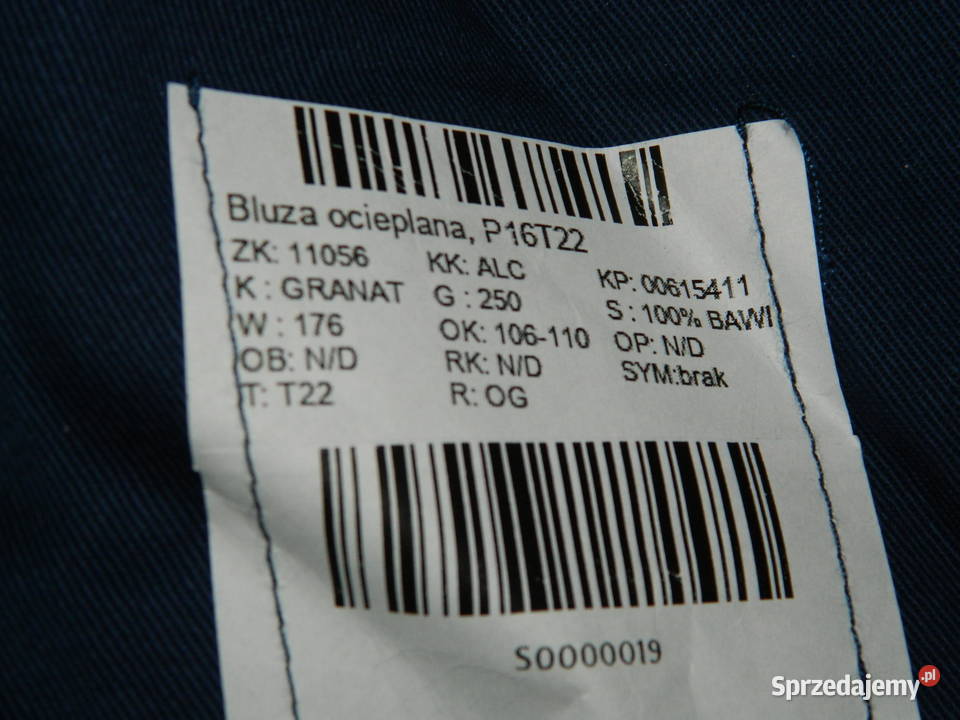 Bluza ocieplana, P16T22
ZK: 11056 KK: ALC KP: 00615411
K : GRANAT G : 250 S : 100% BAWI
W : 176 OK: 106-110 OP: N/D
OB: N/D RK: N/D SYM:brak
T: T22 R: OG
S0000019
Sprzedajemy.pl